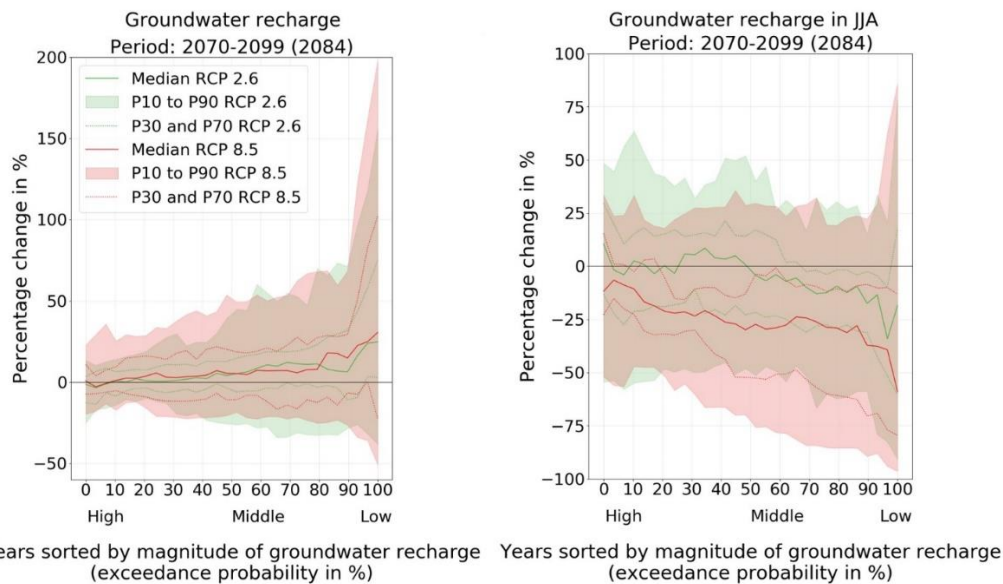 Groundwater recharge
Period: 2070-2099 (2084)
200
150
100
50
0
−50
Percentage change in %
Median RCP 2.6
P10 to P90 RCP 2.6
P30 and P70 RCP 2.6
Median RCP 8.5
P10 to P90 RCP 8.5
P30 and P70 RCP 8.5
0 10 20 30 40 50 60 70 80 90 100
High Middle Low
ears sorted by magnitude of groundwater recharge
(exceedance probability in %)
Groundwater recharge in JJA
Period: 2070-2099 (2084)
100
75
50
25
0
−25
−50
−75
−100
Percentage change in %
0 10 20 30 40 50 60 70 80 90 100
High Middle Low
Years sorted by magnitude of groundwater recharge
(exceedance probability in %)